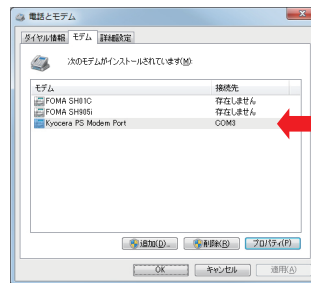 電話とモデム
ダイヤル情報 モデム 詳細設定
次のモデムがインストールされています(M):
モデム 接続先
FOMA SH01C 存在しません
FOMA SH905i 存在しません
Kyocera PS Modem Port COM3
追加(D)... 削除(R) プロパティ(P)
OK キャンセル 適用(A)